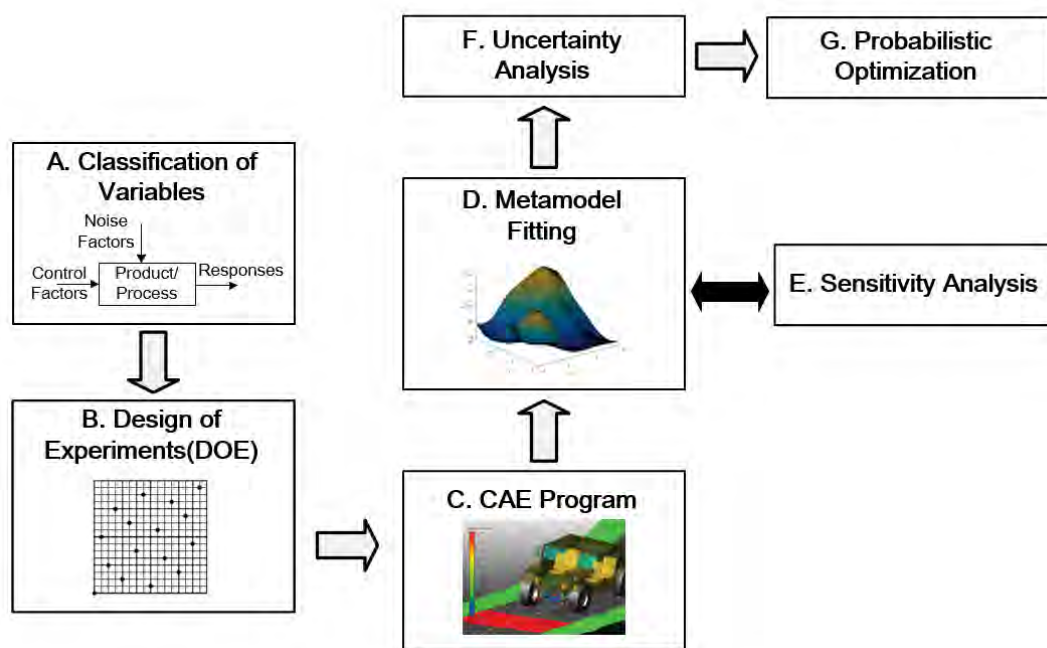 A. Classification of
Variables
Noise
Factors
Control
Factors
Product/
Process
Responses
B. Design of
Experiments(DOE)
C. CAE Program
D. Metamodel
Fitting
E. Sensitivity Analysis
F. Uncertainty
Analysis
G. Probabilistic
Optimization